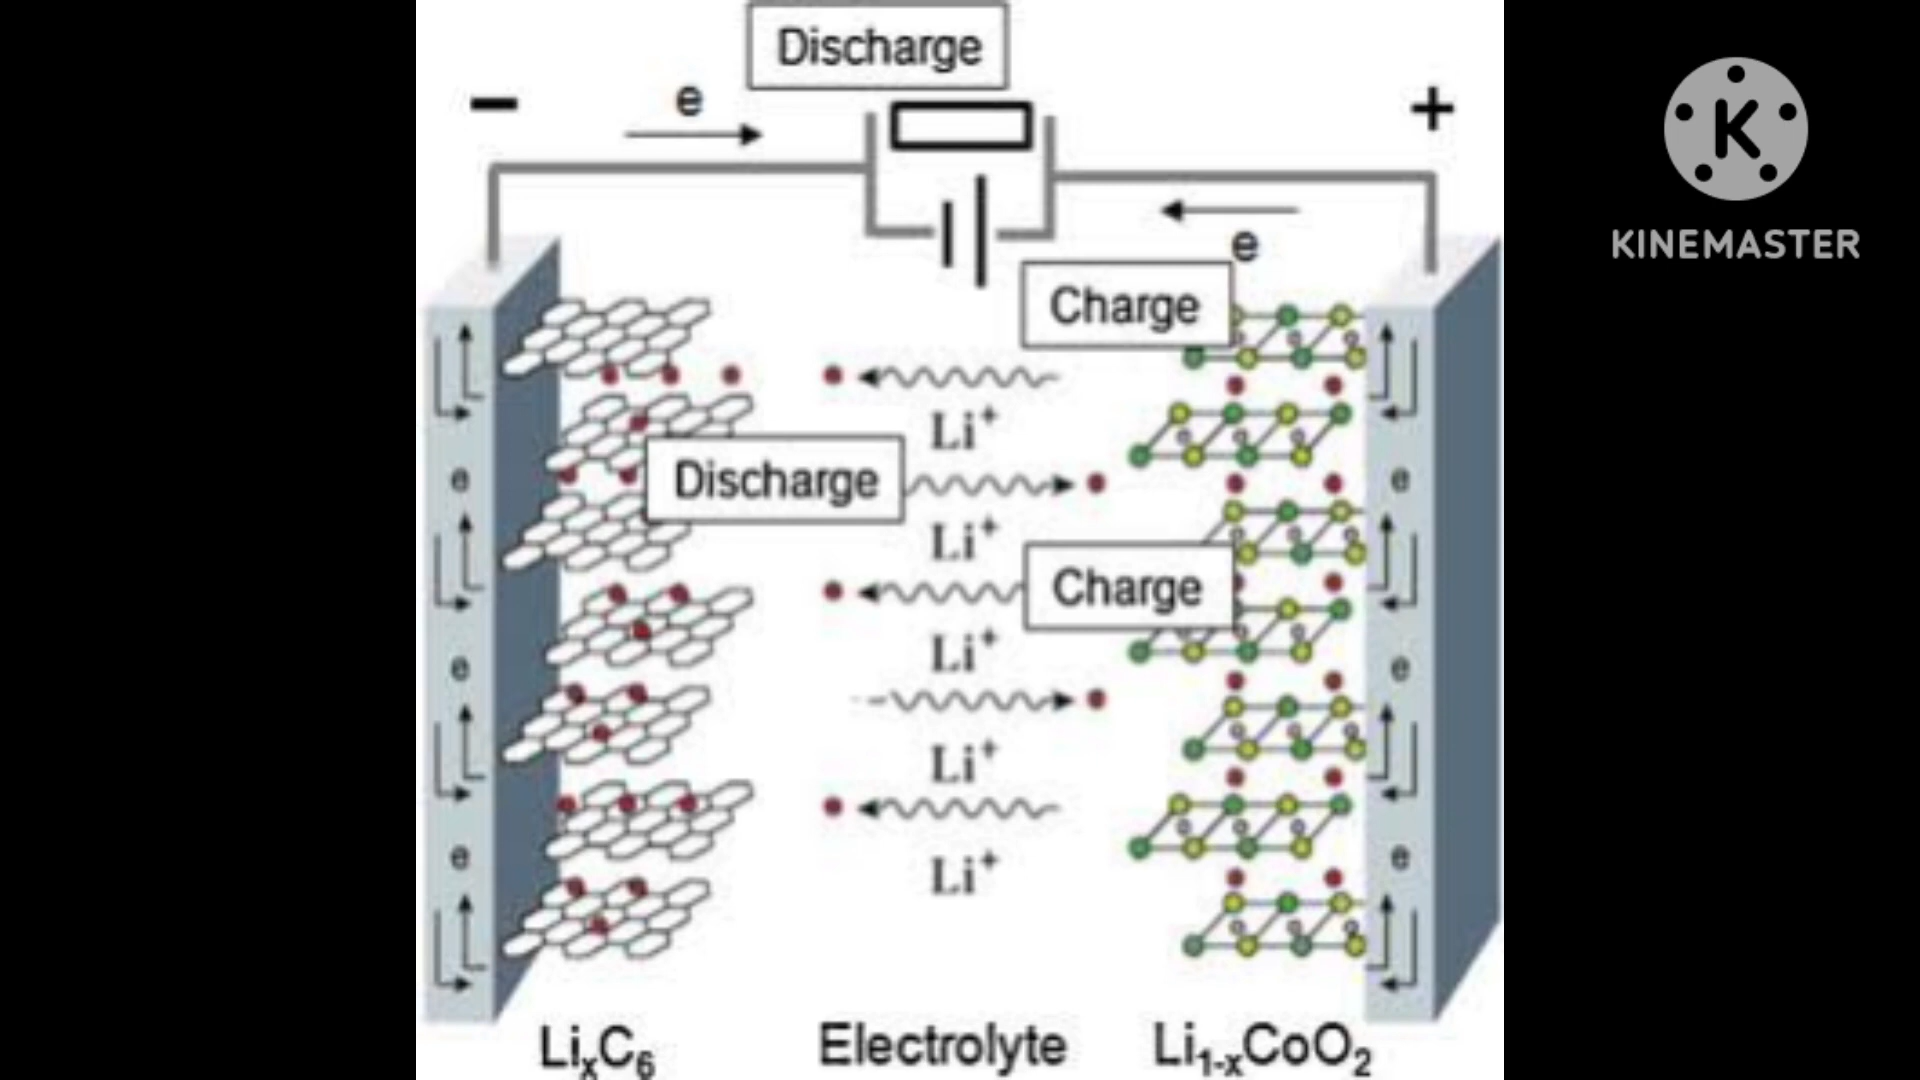 Discharge
−
e
+
K
KINEMASTER
e
Charge
Li⁺
e
Discharge
e
Li⁺
Charge
Li⁺
e
e
Li⁺
e
e
Li⁺
LiₓC₆
Electrolyte
Li₁₋ₓCoO₂